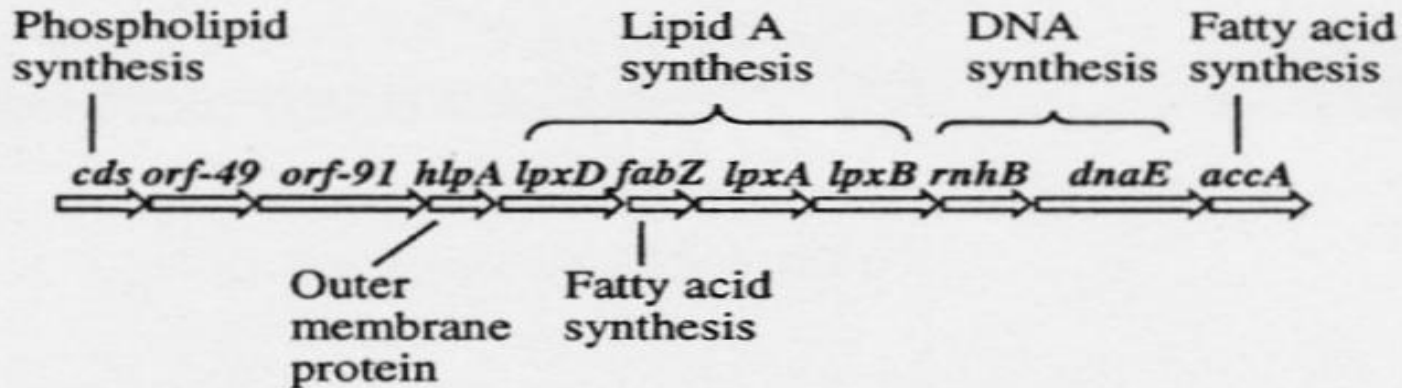 Phospholipid synthesis
Lipid A synthesis
DNA synthesis
Fatty acid synthesis
cds orf-49 orf-91 hlpA lpxD fabZ lpxA lpxB rnhB dnaE accA
Outer membrane protein
Fatty acid synthesis